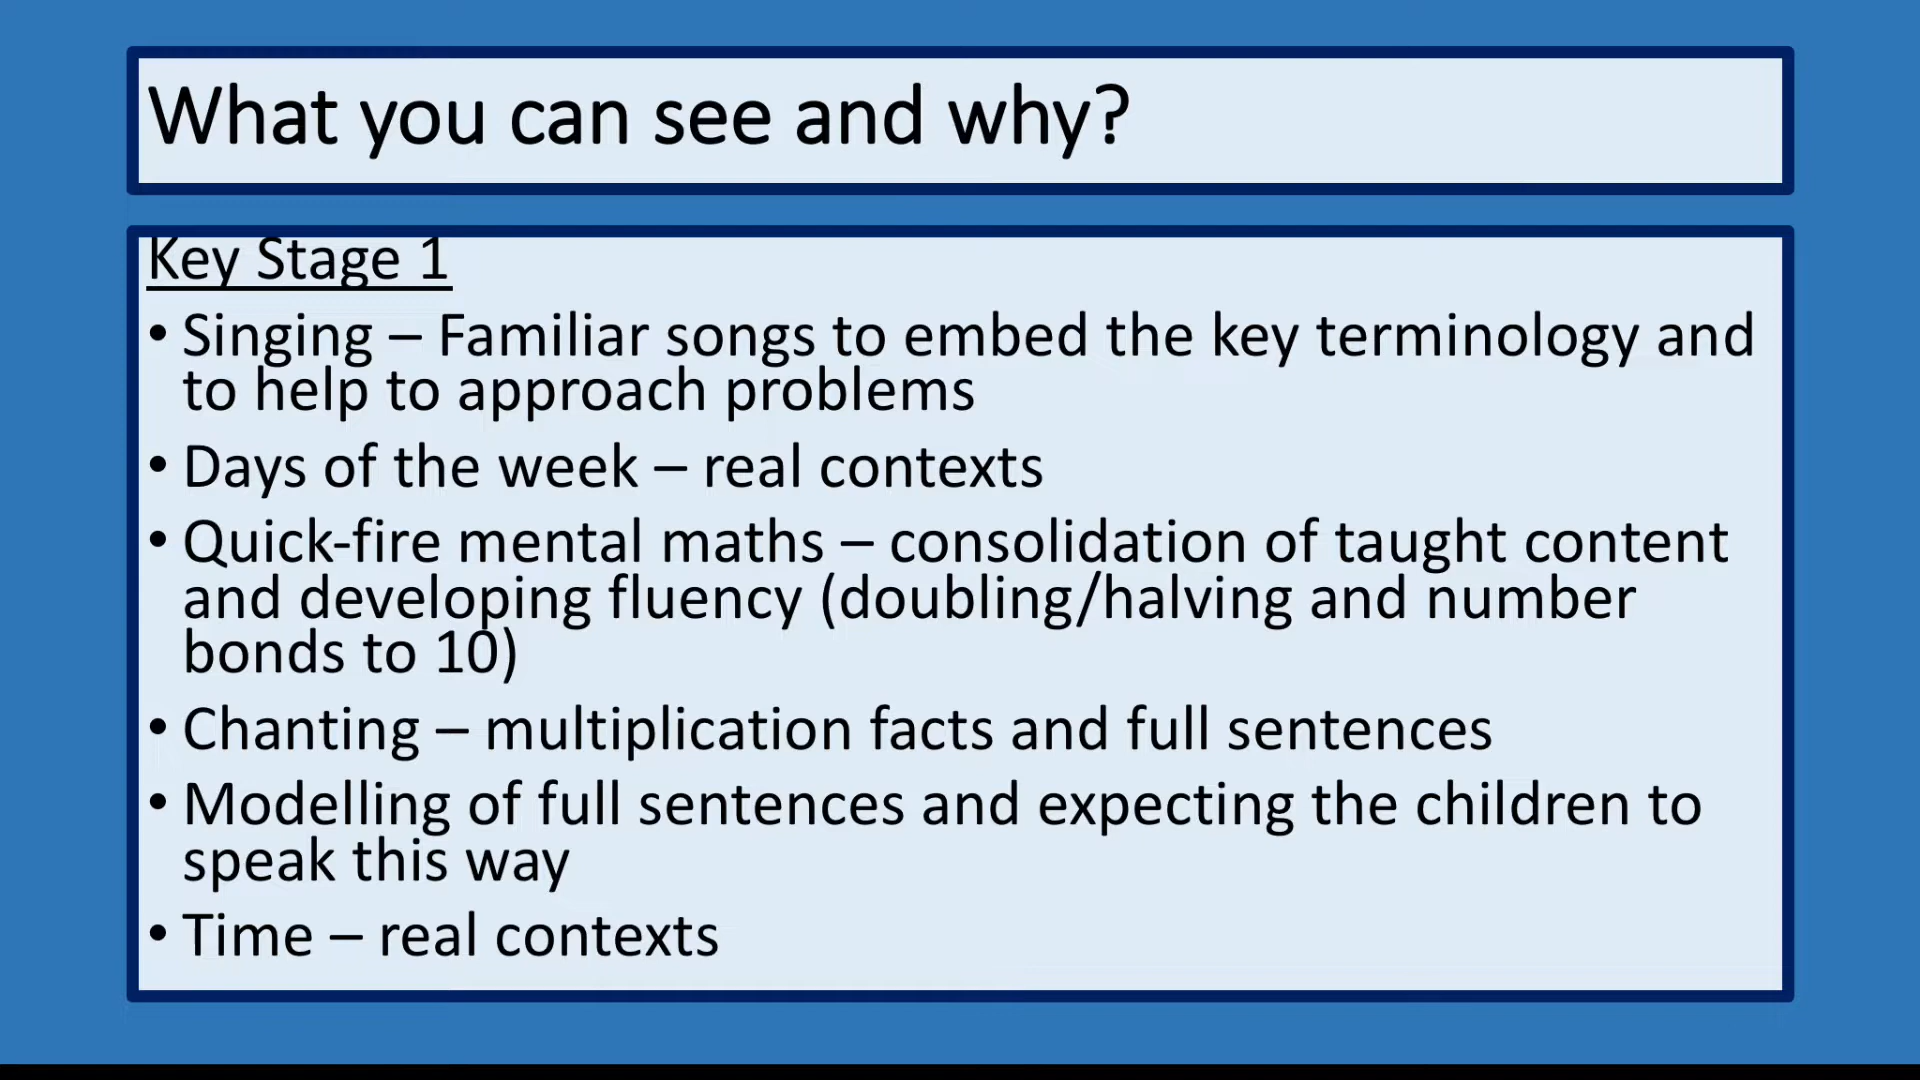 What you can see and why?
Key Stage 1
• Singing – Familiar songs to embed the key terminology and
to help to approach problems
• Days of the week – real contexts
• Quick-fire mental maths – consolidation of taught content
and developing fluency (doubling/halving and number
bonds to 10)
• Chanting – multiplication facts and full sentences
• Modelling of full sentences and expecting the children to
speak this way
• Time – real contexts